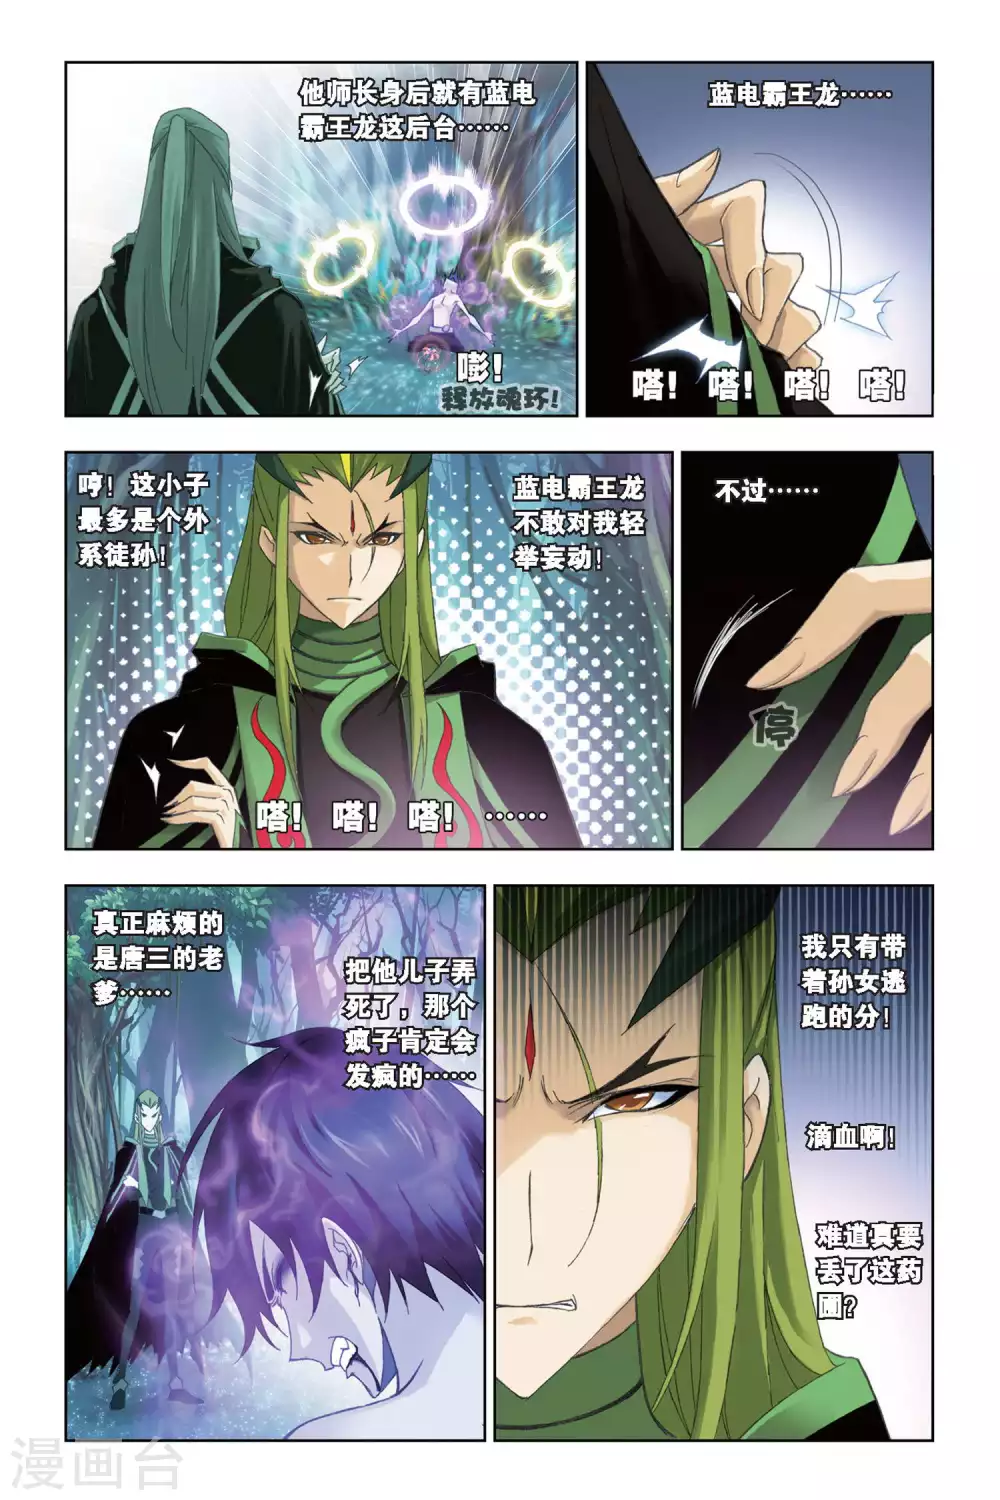 他师长身后就有蓝电
霸王龙这后台……
嘭！
释放魂环！
蓝电霸王龙……
嗒！嗒！嗒！嗒！
哼！这小子
最多是个外
系徒孙！
蓝电霸王龙
不敢对我轻
举妄动！
嗒！嗒！嗒！……
不过……
停
真正麻烦的
是唐三的老
爹……
把他儿子弄
死了，那个
疯子肯定会
发疯的……
我只有带
着孙女逃
跑的分！
滴血啊！
难道真要
丢了这药
圃？
漫画台